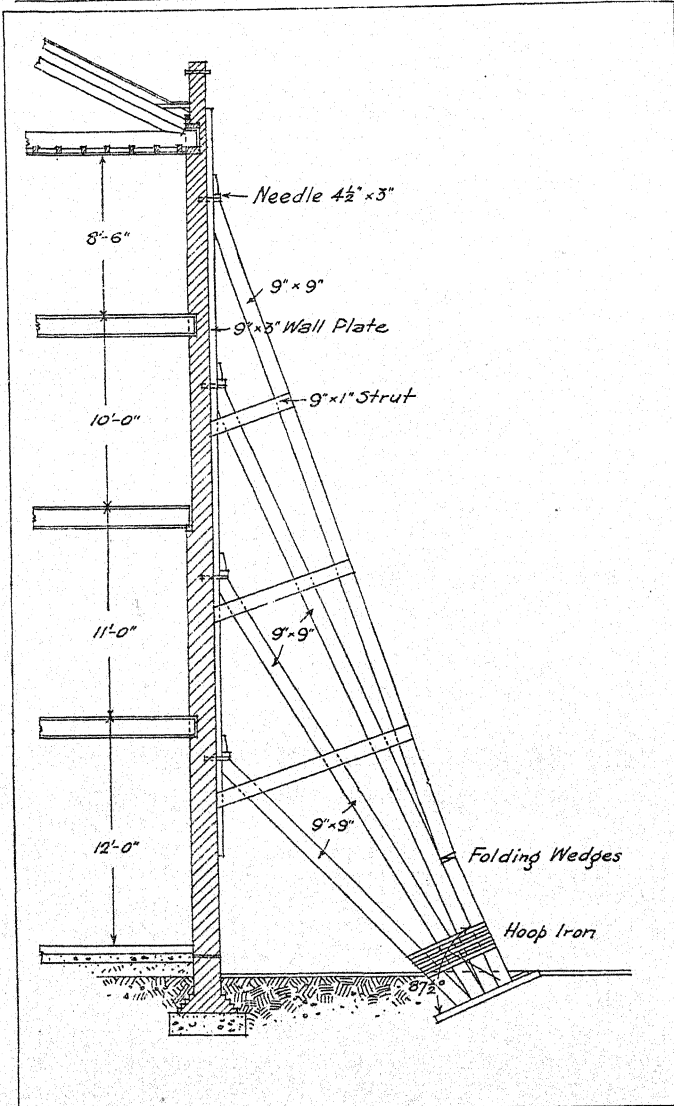 Needle 4½" x 3"
8'-6"
9" x 9"
9" x 3" Wall Plate
9" x 1" Strut
10'-0"
11'-0"
9" x 9"
9" x 9"
12'-0"
Folding Wedges
Hoop Iron
87½°